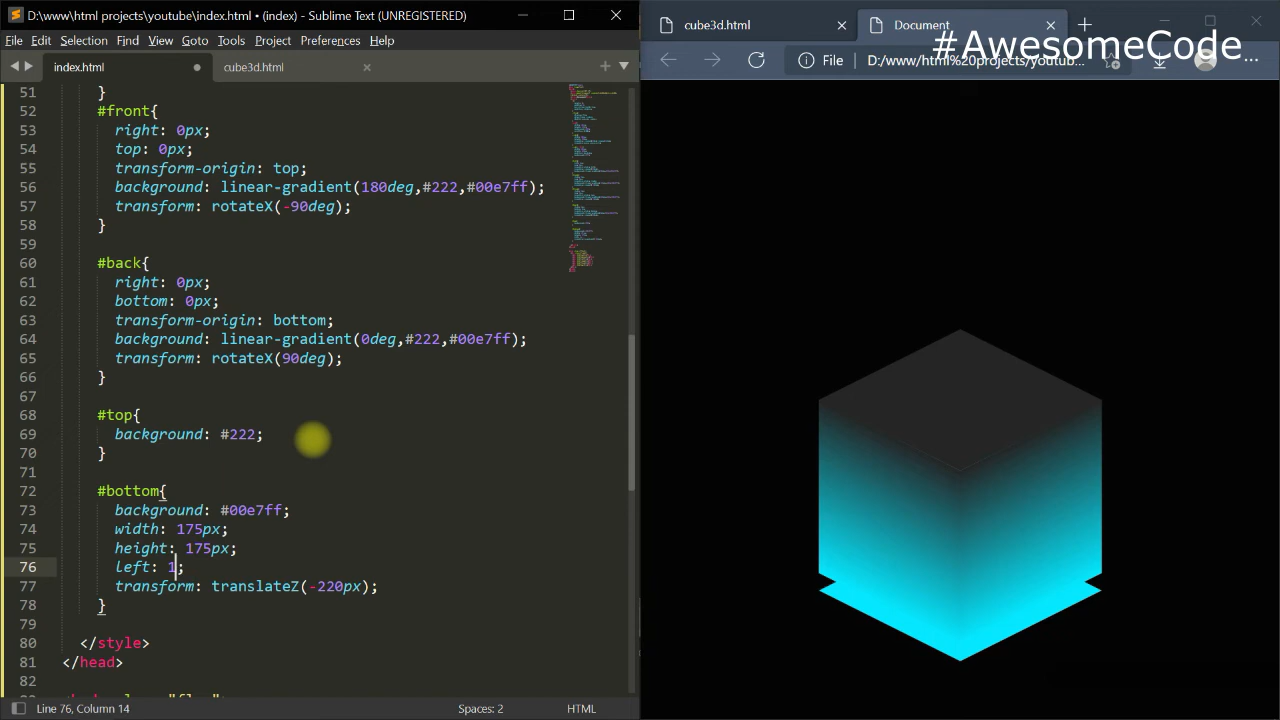 D:\www\html projects\youtube\index.html • (index) - Sublime Text (UNREGISTERED)
File Edit Selection Find View Goto Tools Project Preferences Help
index.html
cube3d.html
51 }
52 #front{
53 right: 0px;
54 top: 0px;
55 transform-origin: top;
56 background: linear-gradient(180deg,#222,#00e7ff);
57 transform: rotateX(-90deg);
58 }
59
60 #back{
61 right: 0px;
62 bottom: 0px;
63 transform-origin: bottom;
64 background: linear-gradient(0deg,#222,#00e7ff);
65 transform: rotateX(90deg);
66 }
67
68 #top{
69 background: #222;
70 }
71
72 #bottom{
73 background: #00e7ff;
74 width: 175px;
75 height: 175px;
76 left: 1;
77 transform: translateZ(-220px);
78 }
79
80 </style>
81 </head>
82
Line 76, Column 14
Spaces: 2
HTML
cube3d.html
Document
#AwesomeCode
File
D:/www/html%20projects/youtub...